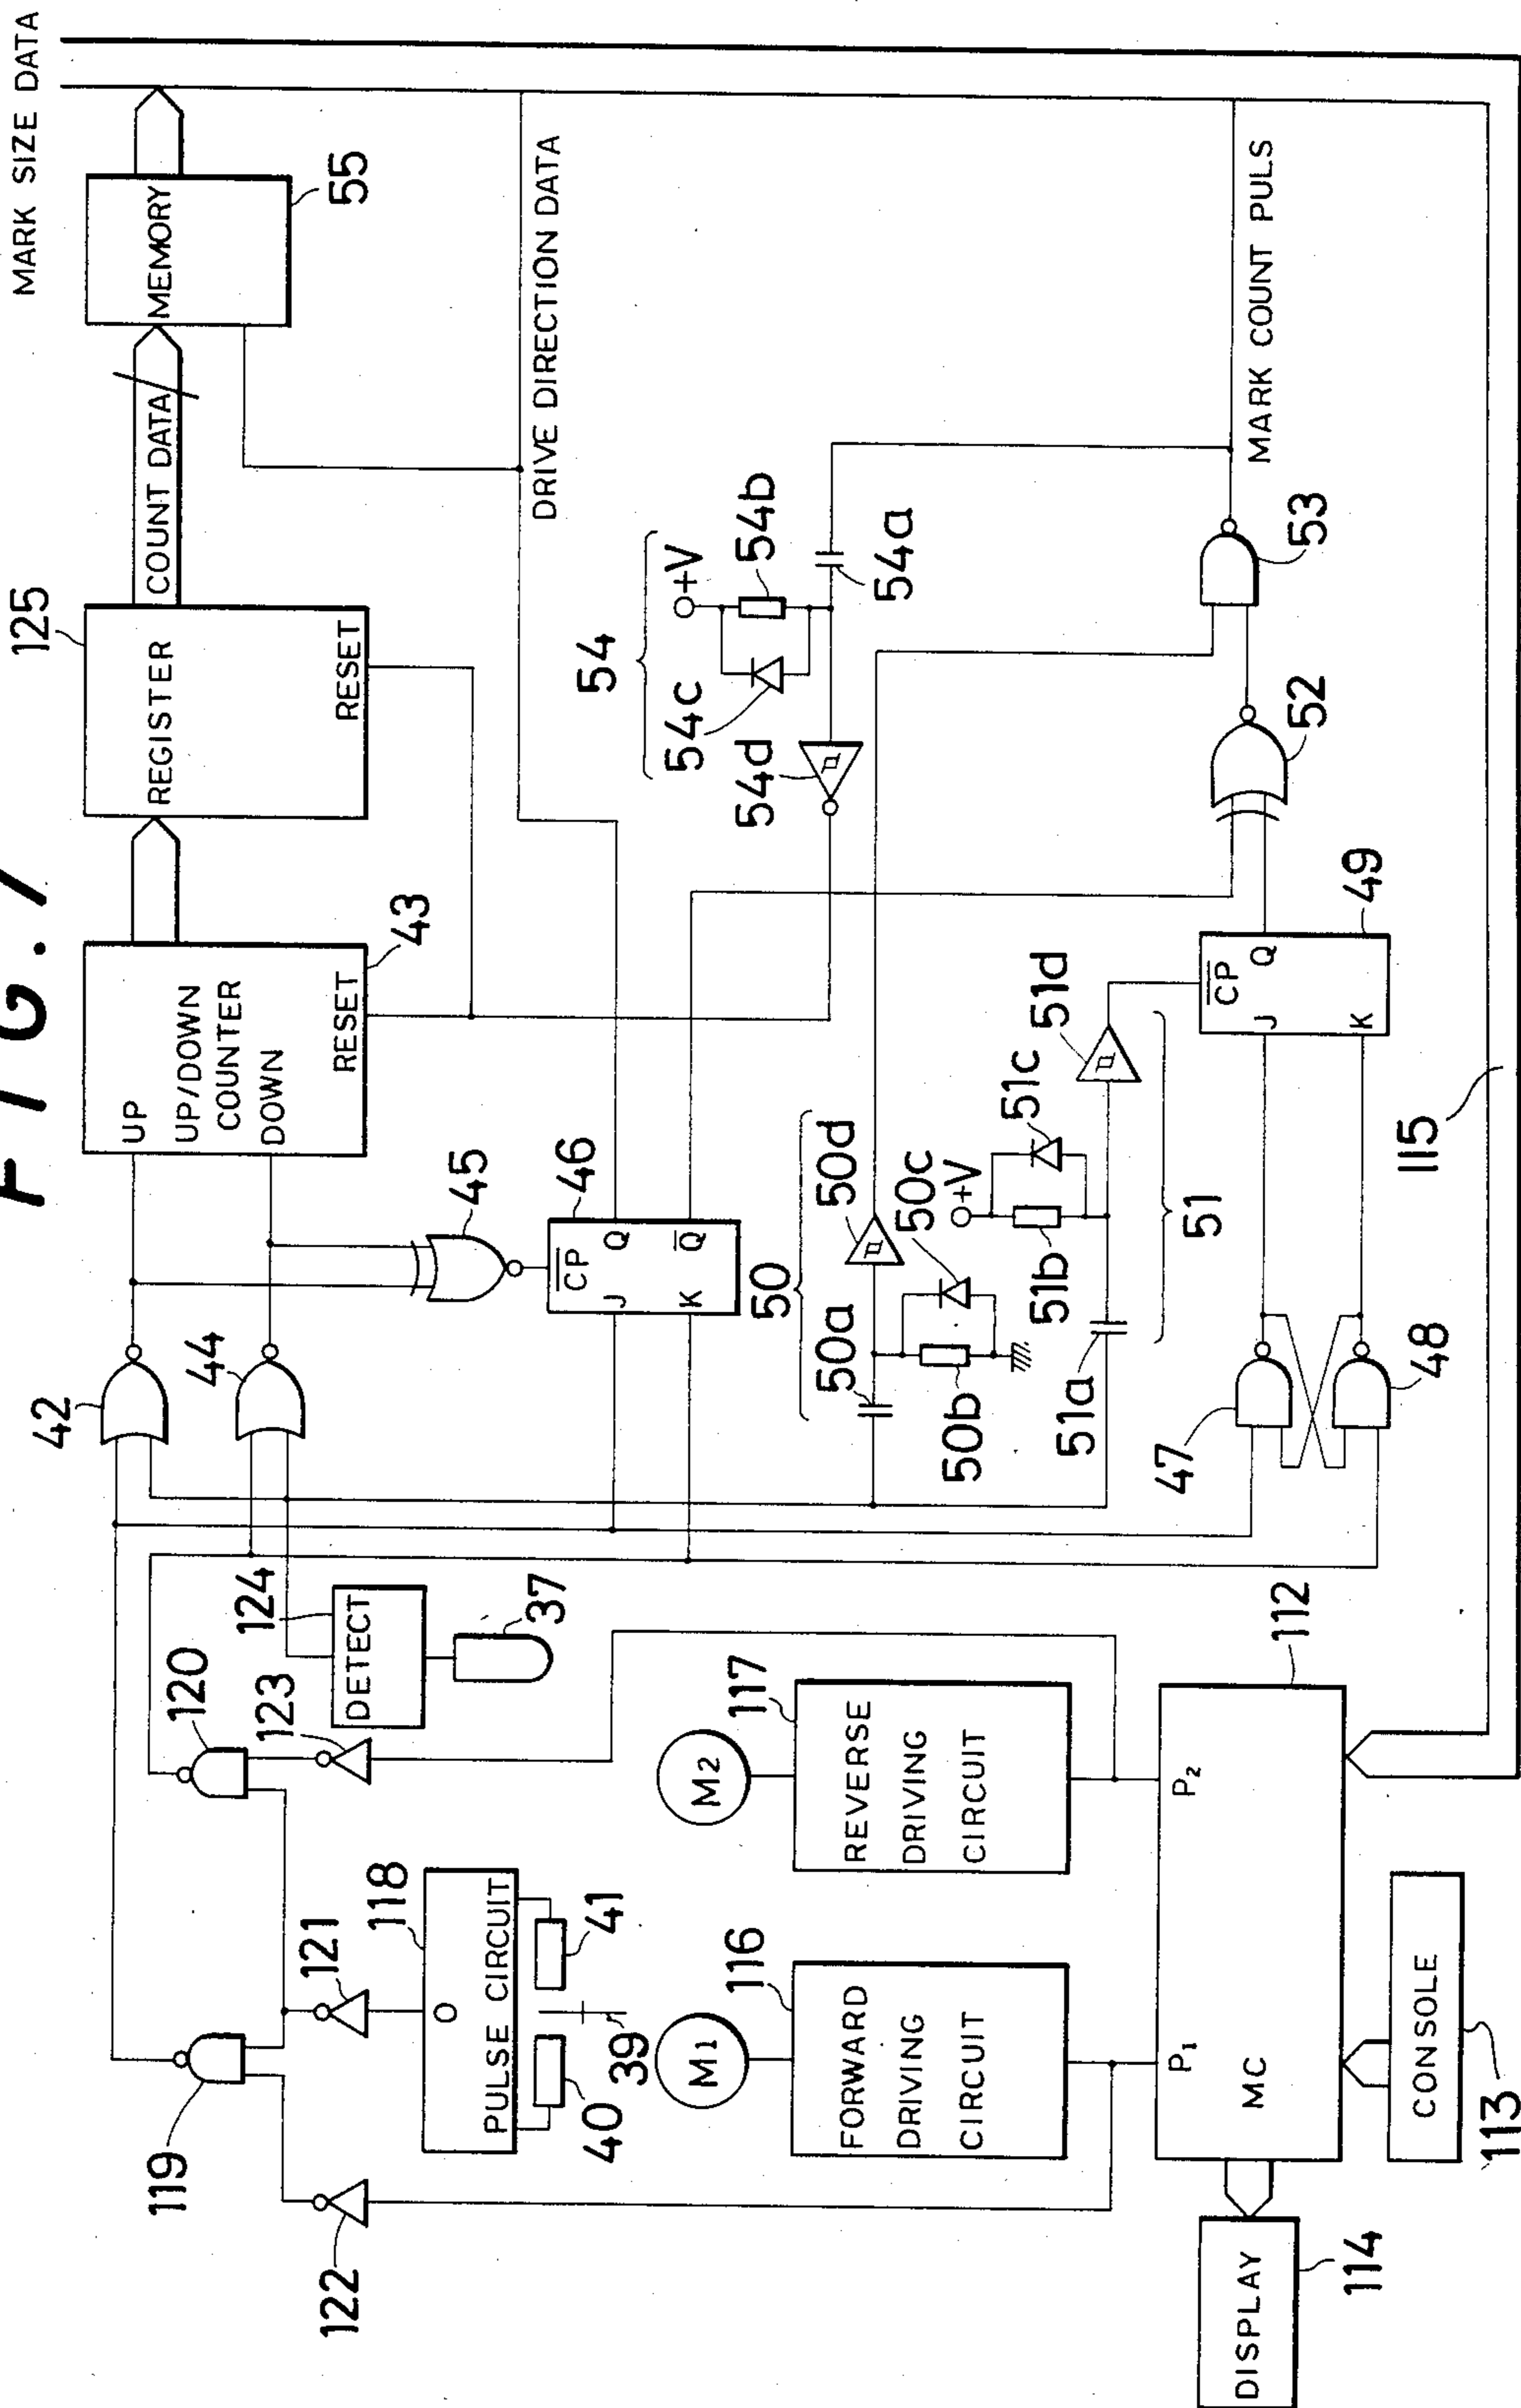 FIG. 7
MARK SIZE DATA
MEMORY
55
COUNT DATA
125
REGISTER
RESET
UP
UP/DOWN
COUNTER
DOWN
RESET
43
DRIVE DIRECTION DATA
MARK COUNT PULS
42
44
45
46
C̅P̅
J
K
Q
Q̅
54
+V
54a
54b
54c
54d
53
52
50
50a
50b
50c
50d
+V
51
51a
51b
51c
51d
49
C̅P̅
J
K
Q
47
48
115
119
120
121
122
123
124
DETECT
37
118
O
PULSE CIRCUIT
39
40
41
M1
116
FORWARD
DRIVING
CIRCUIT
M2
117
REVERSE
DRIVING
CIRCUIT
112
P1
P2
MC
DISPLAY
114
CONSOLE
113